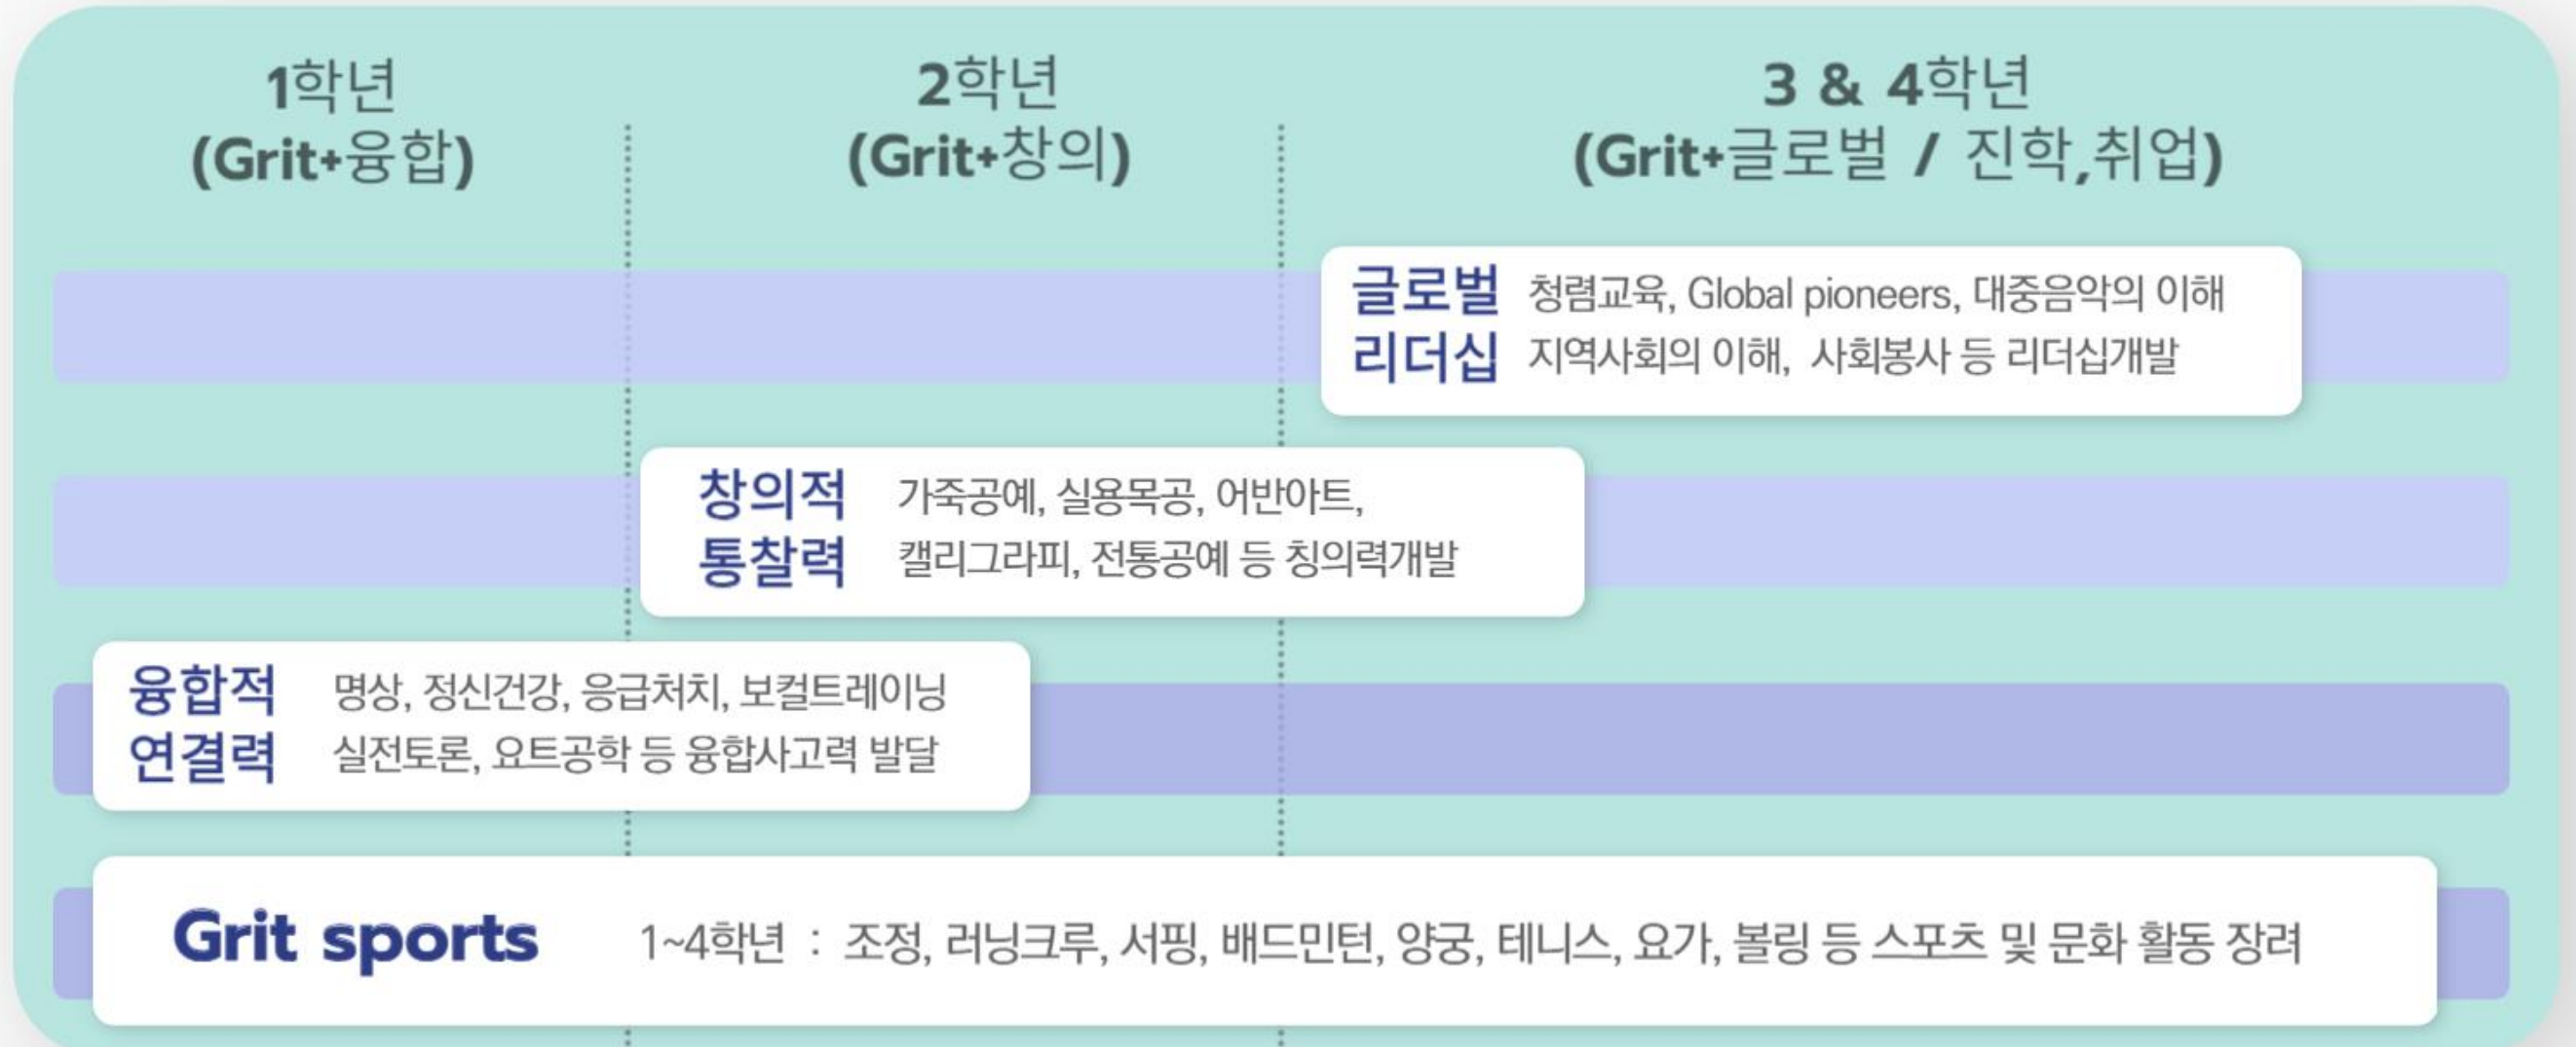 1학년
(Grit+융합)
2학년
(Grit+창의)
3 & 4학년
(Grit+글로벌 / 진학,취업)
글로벌
리더십
청렴교육, Global pioneers, 대중음악의 이해
지역사회의 이해, 사회봉사 등 리더십개발
창의적
통찰력
가죽공예, 실용목공, 어반아트,
캘리그라피, 전통공예 등 칭의력개발
융합적
연결력
명상, 정신건강, 응급처치, 보컬트레이닝
실전토론, 요트공학 등 융합사고력 발달
Grit sports
1~4학년 : 조정, 러닝크루, 서핑, 배드민턴, 양궁, 테니스, 요가, 볼링 등 스포츠 및 문화 활동 장려